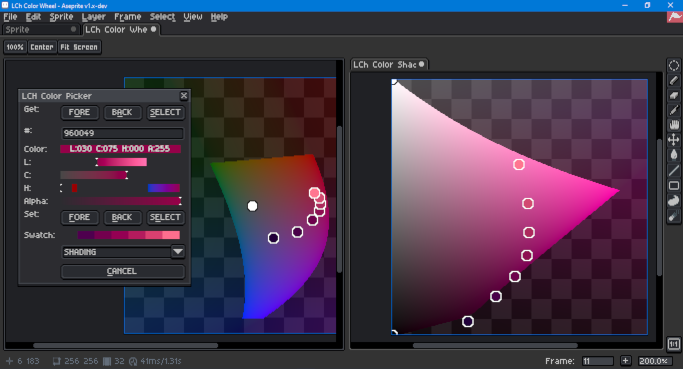 LCh Color Wheel - Aseprite v1.x-dev
File Edit Sprite Layer Frame Select View Help
Sprite
LCh Color Whe
100% Center Fit Screen
LCh Color Shac
LCH Color Picker
Get: FORE BACK SELECT
#: 960049
Color: L:030 C:075 H:000 A:255
L:
C:
H:
Alpha:
Set: FORE BACK SELECT
Swatch:
SHADING
CANCEL
1:1
6 183 256 256 32 41ms/1.31s
Frame: 11 + 200.0%